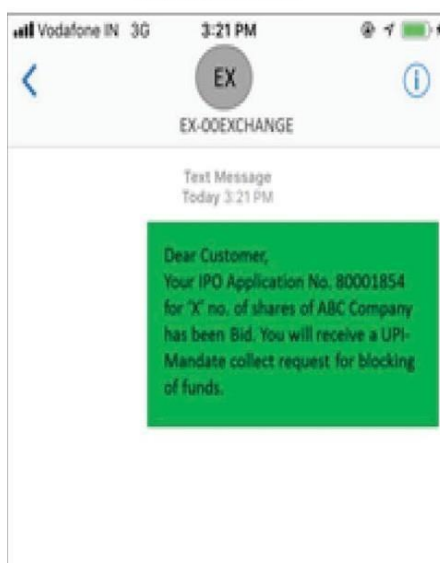 Vodafone IN 3G 3:21 PM
EX
EX-00EXCHANGE
Text Message
Today 3:21 PM
Dear Customer,
Your IPO Application No. 80001854
for 'X' no. of shares of ABC Company
has been Bid. You will receive a UPI-
Mandate collect request for blocking
of funds.